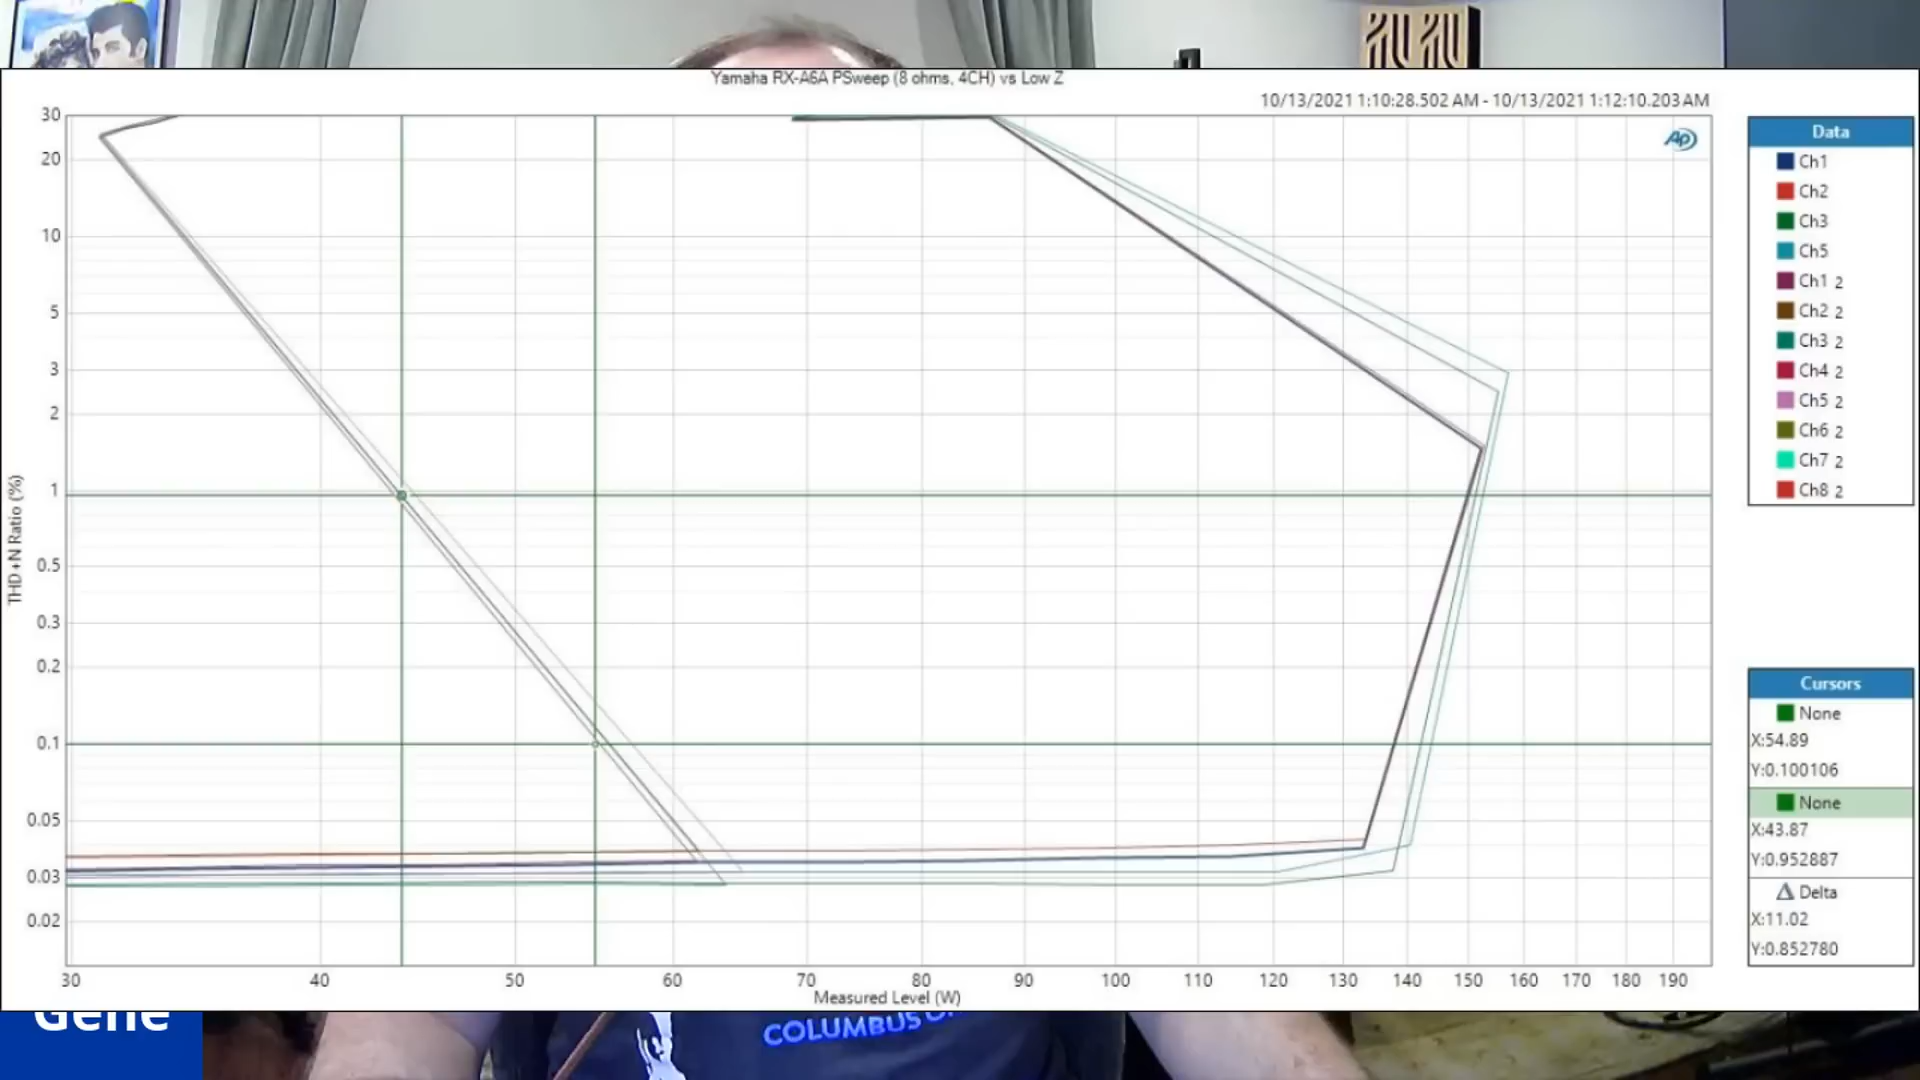 Yamaha RX-A6A PSweep (8 ohms, 4CH) vs Low Z
10/13/2021 1:10:28.502 AM - 10/13/2021 1:12:10.203 AM
30
20
10
5
3
2
1
0.5
0.3
0.2
0.1
0.05
0.03
0.02
THD+N Ratio (%)
30 40 50 60 70 80 90 100 110 120 130 140 150 160 170 180 190
Measured Level (W)
AP
Data
Ch1
Ch2
Ch3
Ch5
Ch1 2
Ch2 2
Ch3 2
Ch4 2
Ch5 2
Ch6 2
Ch7 2
Ch8 2
Cursors
None
X:54.89
Y:0.100106
None
X:43.87
Y:0.952887
Delta
X:11.02
Y:0.852780
Gene
COLUMBUS